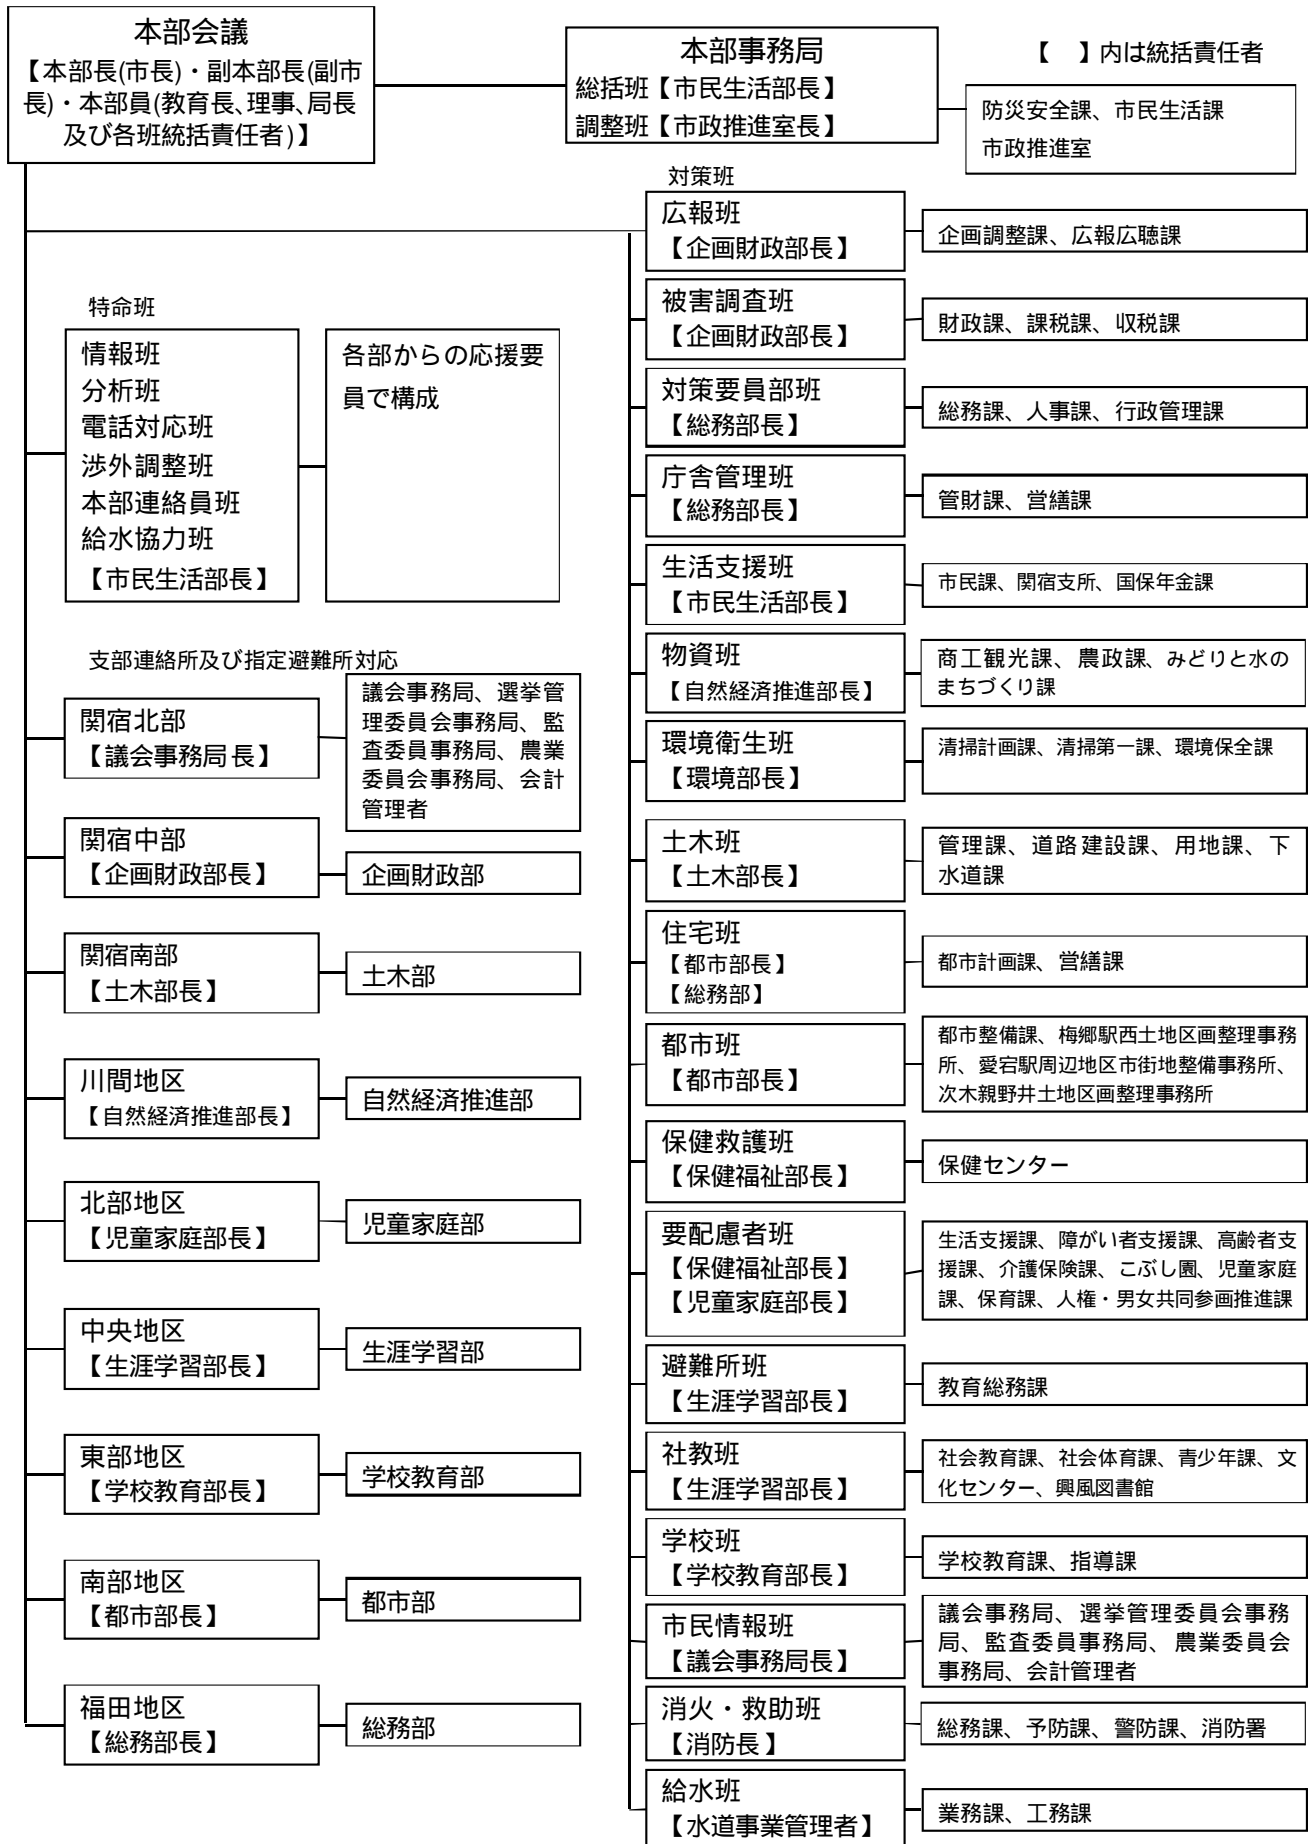 本部会議
【本部長(市長)・副本部長(副市
長)・本部員(教育長、理事、局長
及び各班統括責任者)】
本部事務局
総括班【市民生活部長】
調整班【市政推進室長】
【　】内は統括責任者
防災安全課、市民生活課
市政推進室
特命班
情報班
分析班
電話対応班
渉外調整班
本部連絡員班
給水協力班
【市民生活部長】
各部からの応援要
員で構成
支部連絡所及び指定避難所対応
関宿北部
【議会事務局長】
議会事務局、選挙管
理委員会事務局、監
査委員事務局、農業
委員会事務局、会計
管理者
関宿中部
【企画財政部長】
企画財政部
関宿南部
【土木部長】
土木部
川間地区
【自然経済推進部長】
自然経済推進部
北部地区
【児童家庭部長】
児童家庭部
中央地区
【生涯学習部長】
生涯学習部
東部地区
【学校教育部長】
学校教育部
南部地区
【都市部長】
都市部
福田地区
【総務部長】
総務部
対策班
広報班
【企画財政部長】
企画調整課、広報広聴課
被害調査班
【企画財政部長】
財政課、課税課、収税課
対策要員部班
【総務部長】
総務課、人事課、行政管理課
庁舎管理班
【総務部長】
管財課、営繕課
生活支援班
【市民生活部長】
市民課、関宿支所、国保年金課
物資班
【自然経済推進部長】
商工観光課、農政課、みどりと水の
まちづくり課
環境衛生班
【環境部長】
清掃計画課、清掃第一課、環境保全課
土木班
【土木部長】
管理課、道路建設課、用地課、下
水道課
住宅班
【都市部長】
【総務部】
都市計画課、営繕課
都市班
【都市部長】
都市整備課、梅郷駅西土地区画整理事務
所、愛宕駅周辺地区市街地整備事務所、
次木親野井土地区画整理事務所
保健救護班
【保健福祉部長】
保健センター
要配慮者班
【保健福祉部長】
【児童家庭部長】
生活支援課、障がい者支援課、高齢者支
援課、介護保険課、こぶし園、児童家庭
課、保育課、人権・男女共同参画推進課
避難所班
【生涯学習部長】
教育総務課
社教班
【生涯学習部長】
社会教育課、社会体育課、青少年課、文
化センター、興風図書館
学校班
【学校教育部長】
学校教育課、指導課
市民情報班
【議会事務局長】
議会事務局、選挙管理委員会事務
局、監査委員事務局、農業委員会
事務局、会計管理者
消火・救助班
【消防長】
総務課、予防課、警防課、消防署
給水班
【水道事業管理者】
業務課、工務課